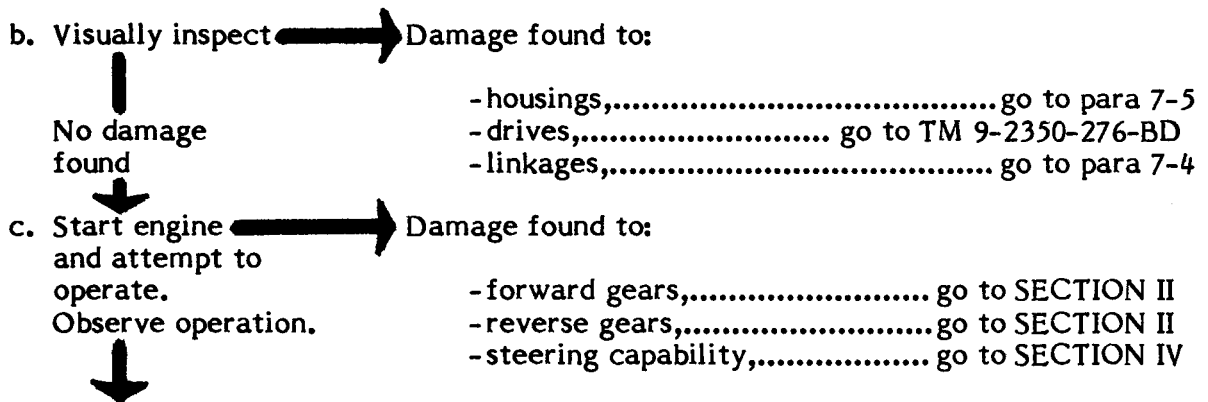 b. Visually inspect Damage found to:
No damage found
-housings,........................................go to para 7-5
-drives,.......................... go to TM 9-2350-276-BD
-linkages,........................................ go to para 7-4
c. Start engine and attempt to operate. Observe operation.
Damage found to:
-forward gears,......................... go to SECTION II
-reverse gears,...........................go to SECTION II
-steering capability,................... go to SECTION IV